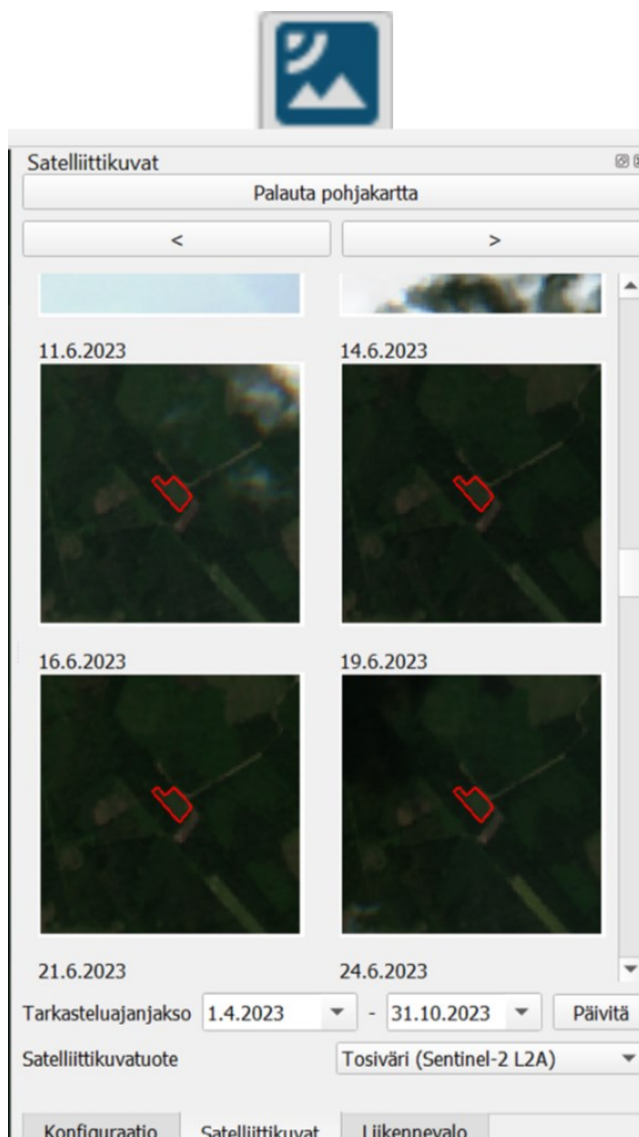 Satelliittikuvat
Palauta pohjakartta
< >
11.6.2023 14.6.2023
16.6.2023 19.6.2023
21.6.2023 24.6.2023
Tarkasteluajanjakso 1.4.2023 - 31.10.2023 Päivitä
Satelliittikuvatuote Tosiväri (Sentinel-2 L2A)
Konfiguraatio Satelliittikuvat Liikennevalo